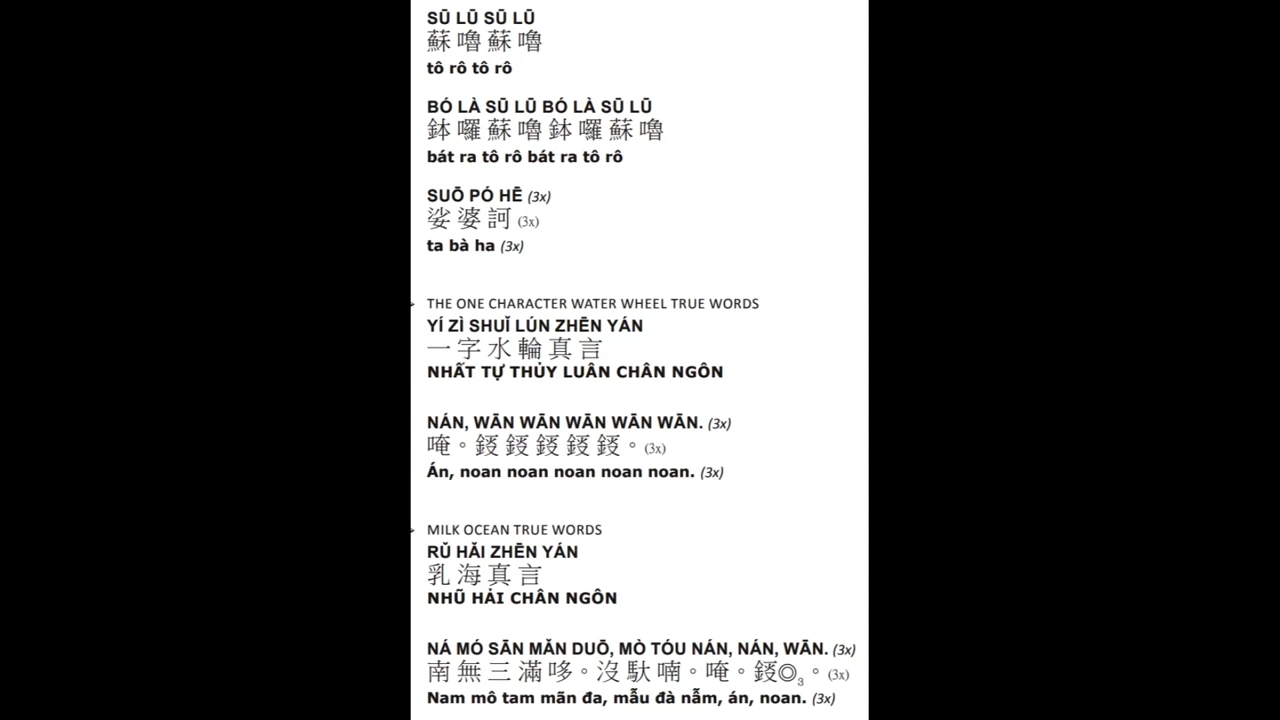 SŪ LŪ SŪ LŪ
蘇 嚕 蘇 嚕
tô rô tô rô
BÓ LÀ SŪ LŪ BÓ LÀ SŪ LŪ
鉢 囉 蘇 嚕 鉢 囉 蘇 嚕
bát ra tô rô bát ra tô rô
SUŌ PÓ HĒ (3x)
娑 婆 訶 (3x)
ta bà ha (3x)
THE ONE CHARACTER WATER WHEEL TRUE WORDS
YÍ ZÌ SHUǏ LÚN ZHĒN YÁN
一 字 水 輪 真 言
NHẤT TỰ THỦY LUÂN CHÂN NGÔN
NÁN, WĀN WĀN WĀN WĀN WĀN. (3x)
唵。鋄 鋄 鋄 鋄 鋄。(3x)
Án, noan noan noan noan noan. (3x)
MILK OCEAN TRUE WORDS
RǓ HǍI ZHĒN YÁN
乳 海 真 言
NHŨ HẢI CHÂN NGÔN
NÁ MÓ SĀN MǍN DUŌ, MÒ TÓU NÁN, NÁN, WĀN. (3x)
南 無 三 滿 哆。沒 馱 喃。唵。鋄◎3。(3x)
Nam mô tam mãn đa, mẫu đà nẫm, án, noan. (3x)